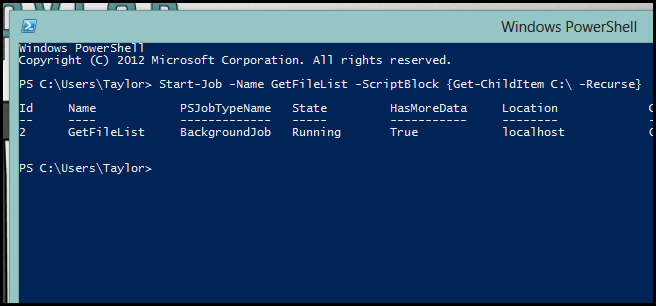 Windows PowerShell
Windows PowerShell
Copyright (C) 2012 Microsoft Corporation. All rights reserved.
PS C:\Users\Taylor> Start-Job -Name GetFileList -ScriptBlock {Get-ChildItem C:\ -Recurse}
Id     Name            PSJobTypeName   State         HasMoreData     Location             C
--     ----            -------------   -----         -----------     --------             -
2      GetFileList     BackgroundJob   Running       True            localhost            G
PS C:\Users\Taylor>